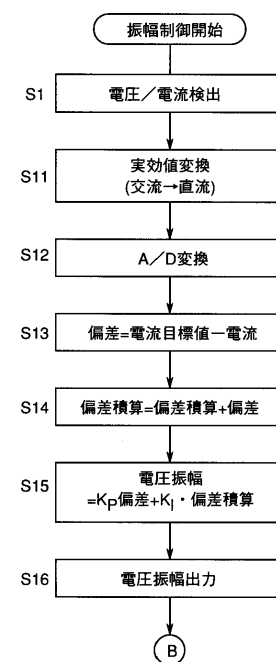 振幅制御開始
S1
電圧/電流検出
S11
実効値変換
(交流→直流)
S12
A/D変換
S13
偏差=電流目標値ー電流
S14
偏差積算=偏差積算+偏差
S15
電圧振幅
=KP偏差+KI・偏差積算
S16
電圧振幅出力
B